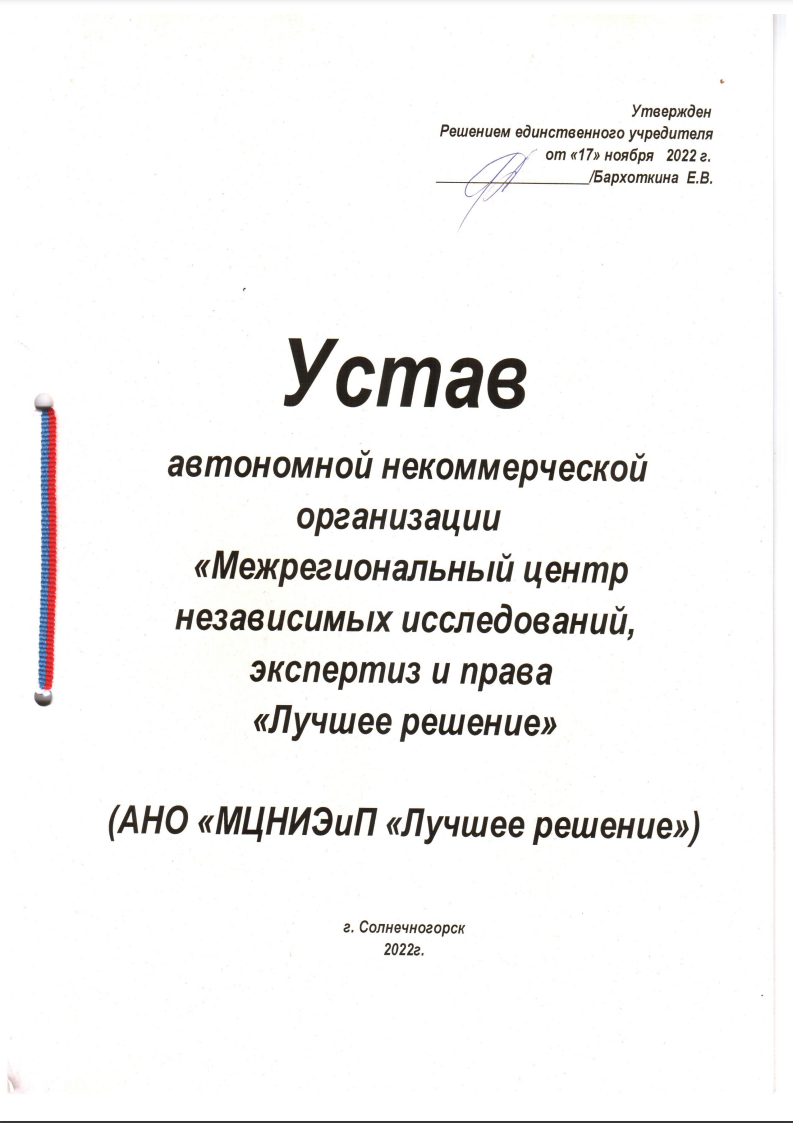 Утвержден
Решением единственного учредителя
от «17» ноября 2022 г.
/Бархоткина Е.В.
Устав
автономной некоммерческой
организации
«Межрегиональный центр
независимых исследований,
экспертиз и права
«Лучшее решение»
(АНО «МЦНИЭиП «Лучшее решение»)
г. Солнечногорск
2022г.